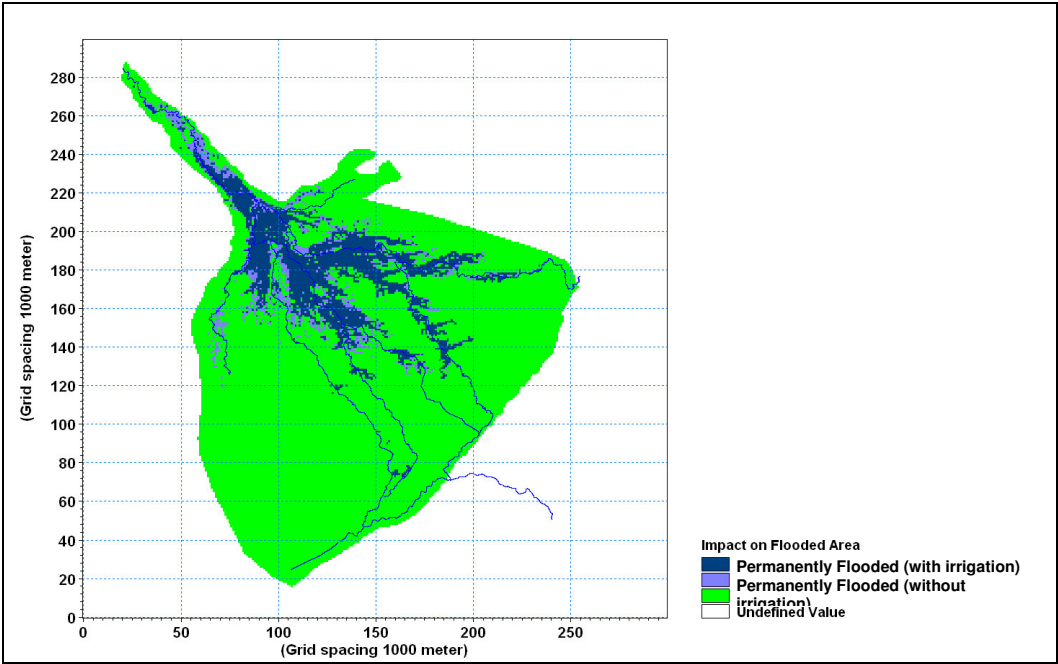 280
260
240
220
200
180
160
140
120
100
80
60
40
20
0
(Grid spacing 1000 meter)
0 50 100 150 200 250
(Grid spacing 1000 meter)
Impact on Flooded Area
Permanently Flooded (with irrigation)
Permanently Flooded (without
irrigation)
Undefined Value